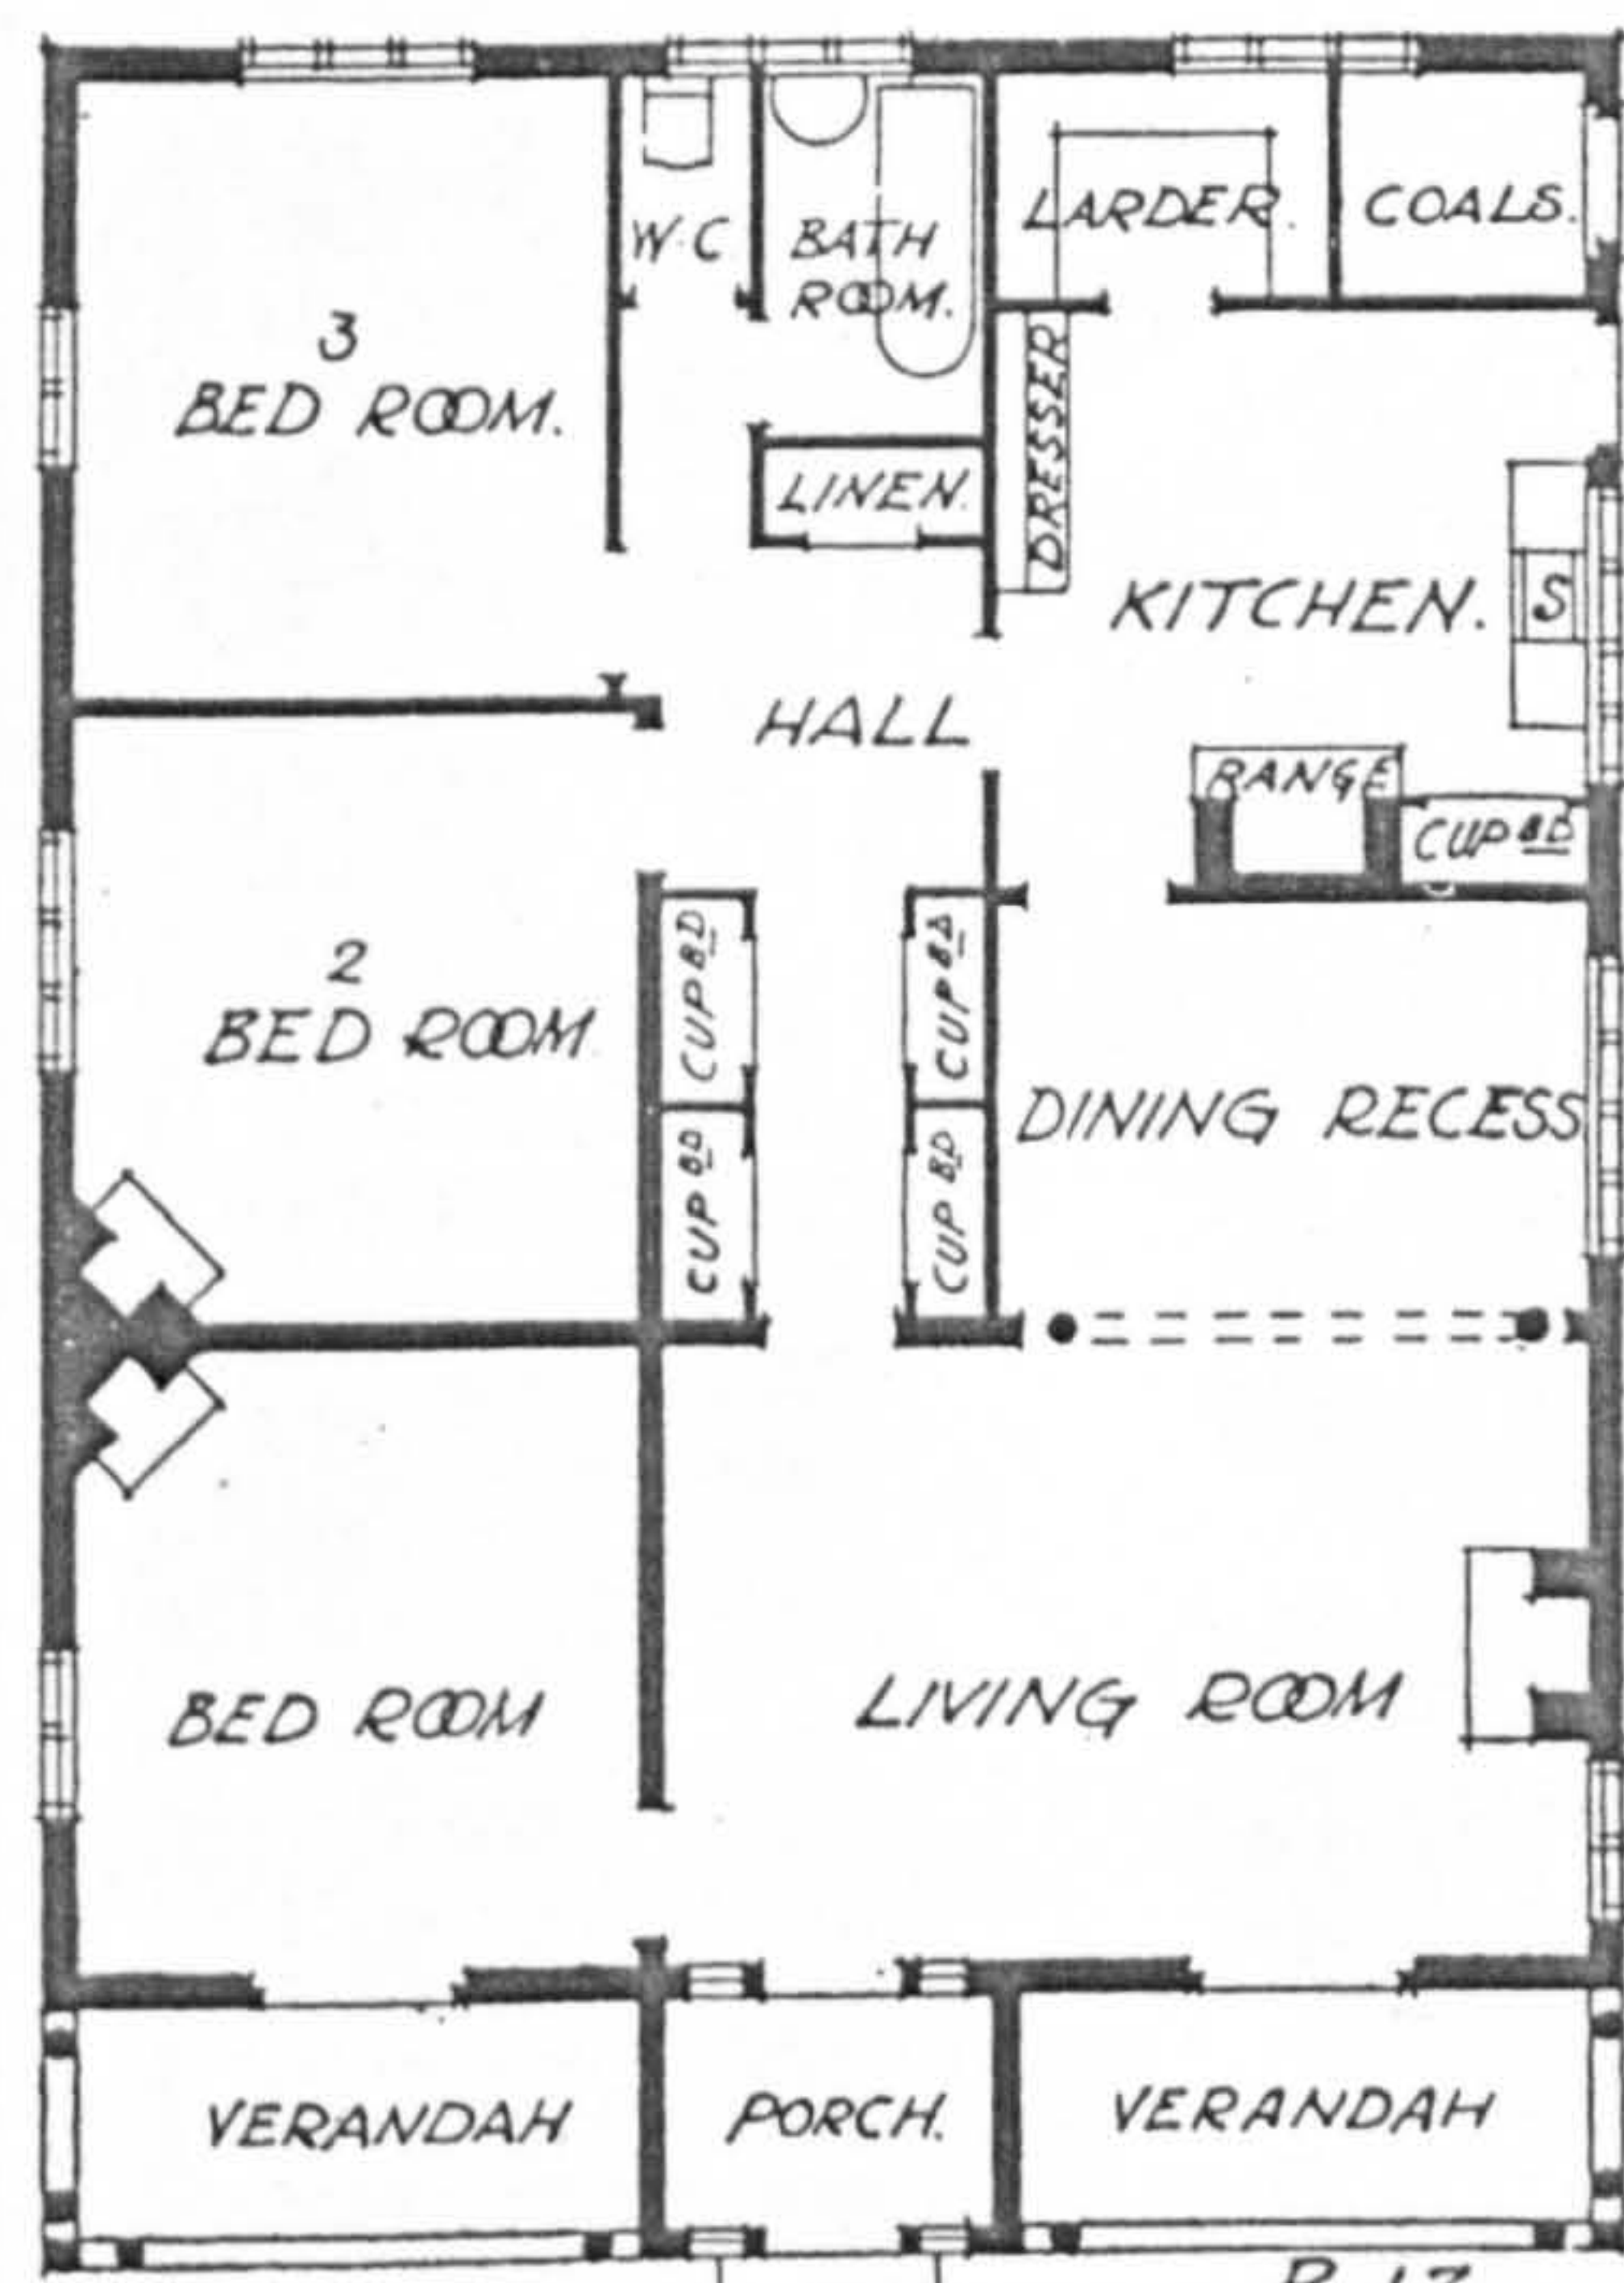 W.C
BATH
ROOM.
LARDER.
COALS.
3
BED ROOM.
DRESSER
LINEN.
KITCHEN.
S
HALL
RANGE
CUPBD
2
BED ROOM
CUPBD
CUPBD
CUPBD
CUPBD
DINING RECESS
BED ROOM
LIVING ROOM
VERANDAH
PORCH.
VERANDAH